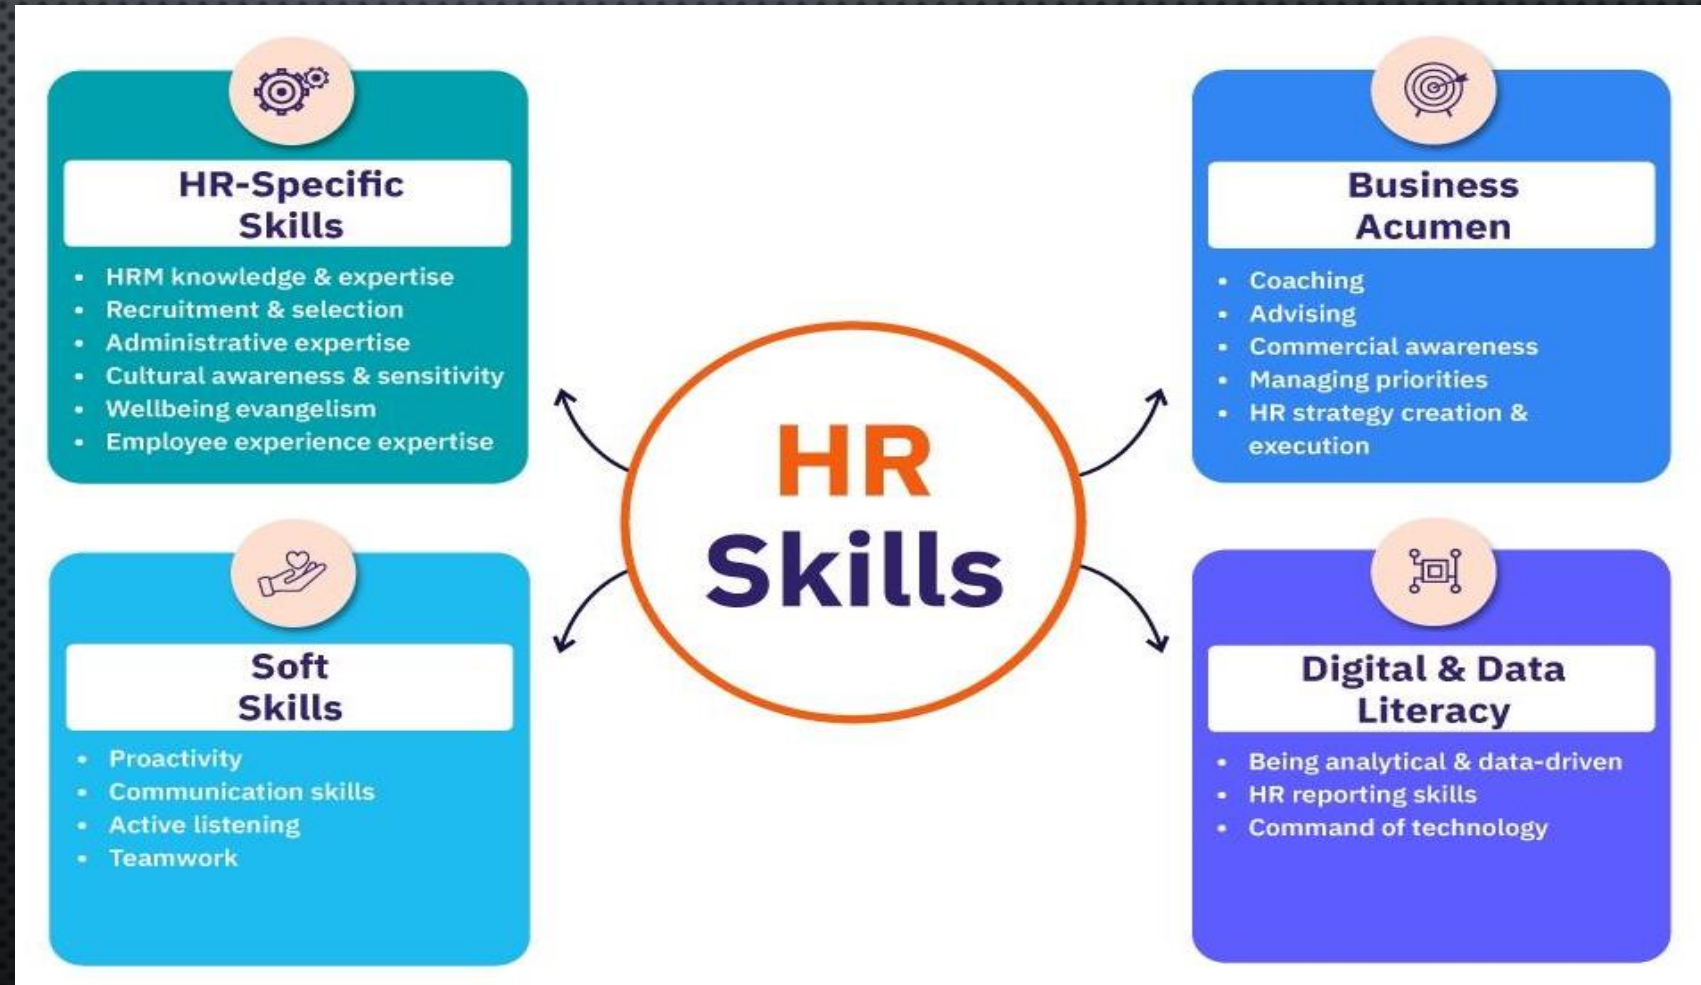 HR-Specific
Skills
• HRM knowledge & expertise
• Recruitment & selection
• Administrative expertise
• Cultural awareness & sensitivity
• Wellbeing evangelism
• Employee experience expertise
Business
Acumen
• Coaching
• Advising
• Commercial awareness
• Managing priorities
• HR strategy creation &
execution
HR
Skills
Soft
Skills
• Proactivity
• Communication skills
• Active listening
• Teamwork
Digital & Data
Literacy
• Being analytical & data-driven
• HR reporting skills
• Command of technology